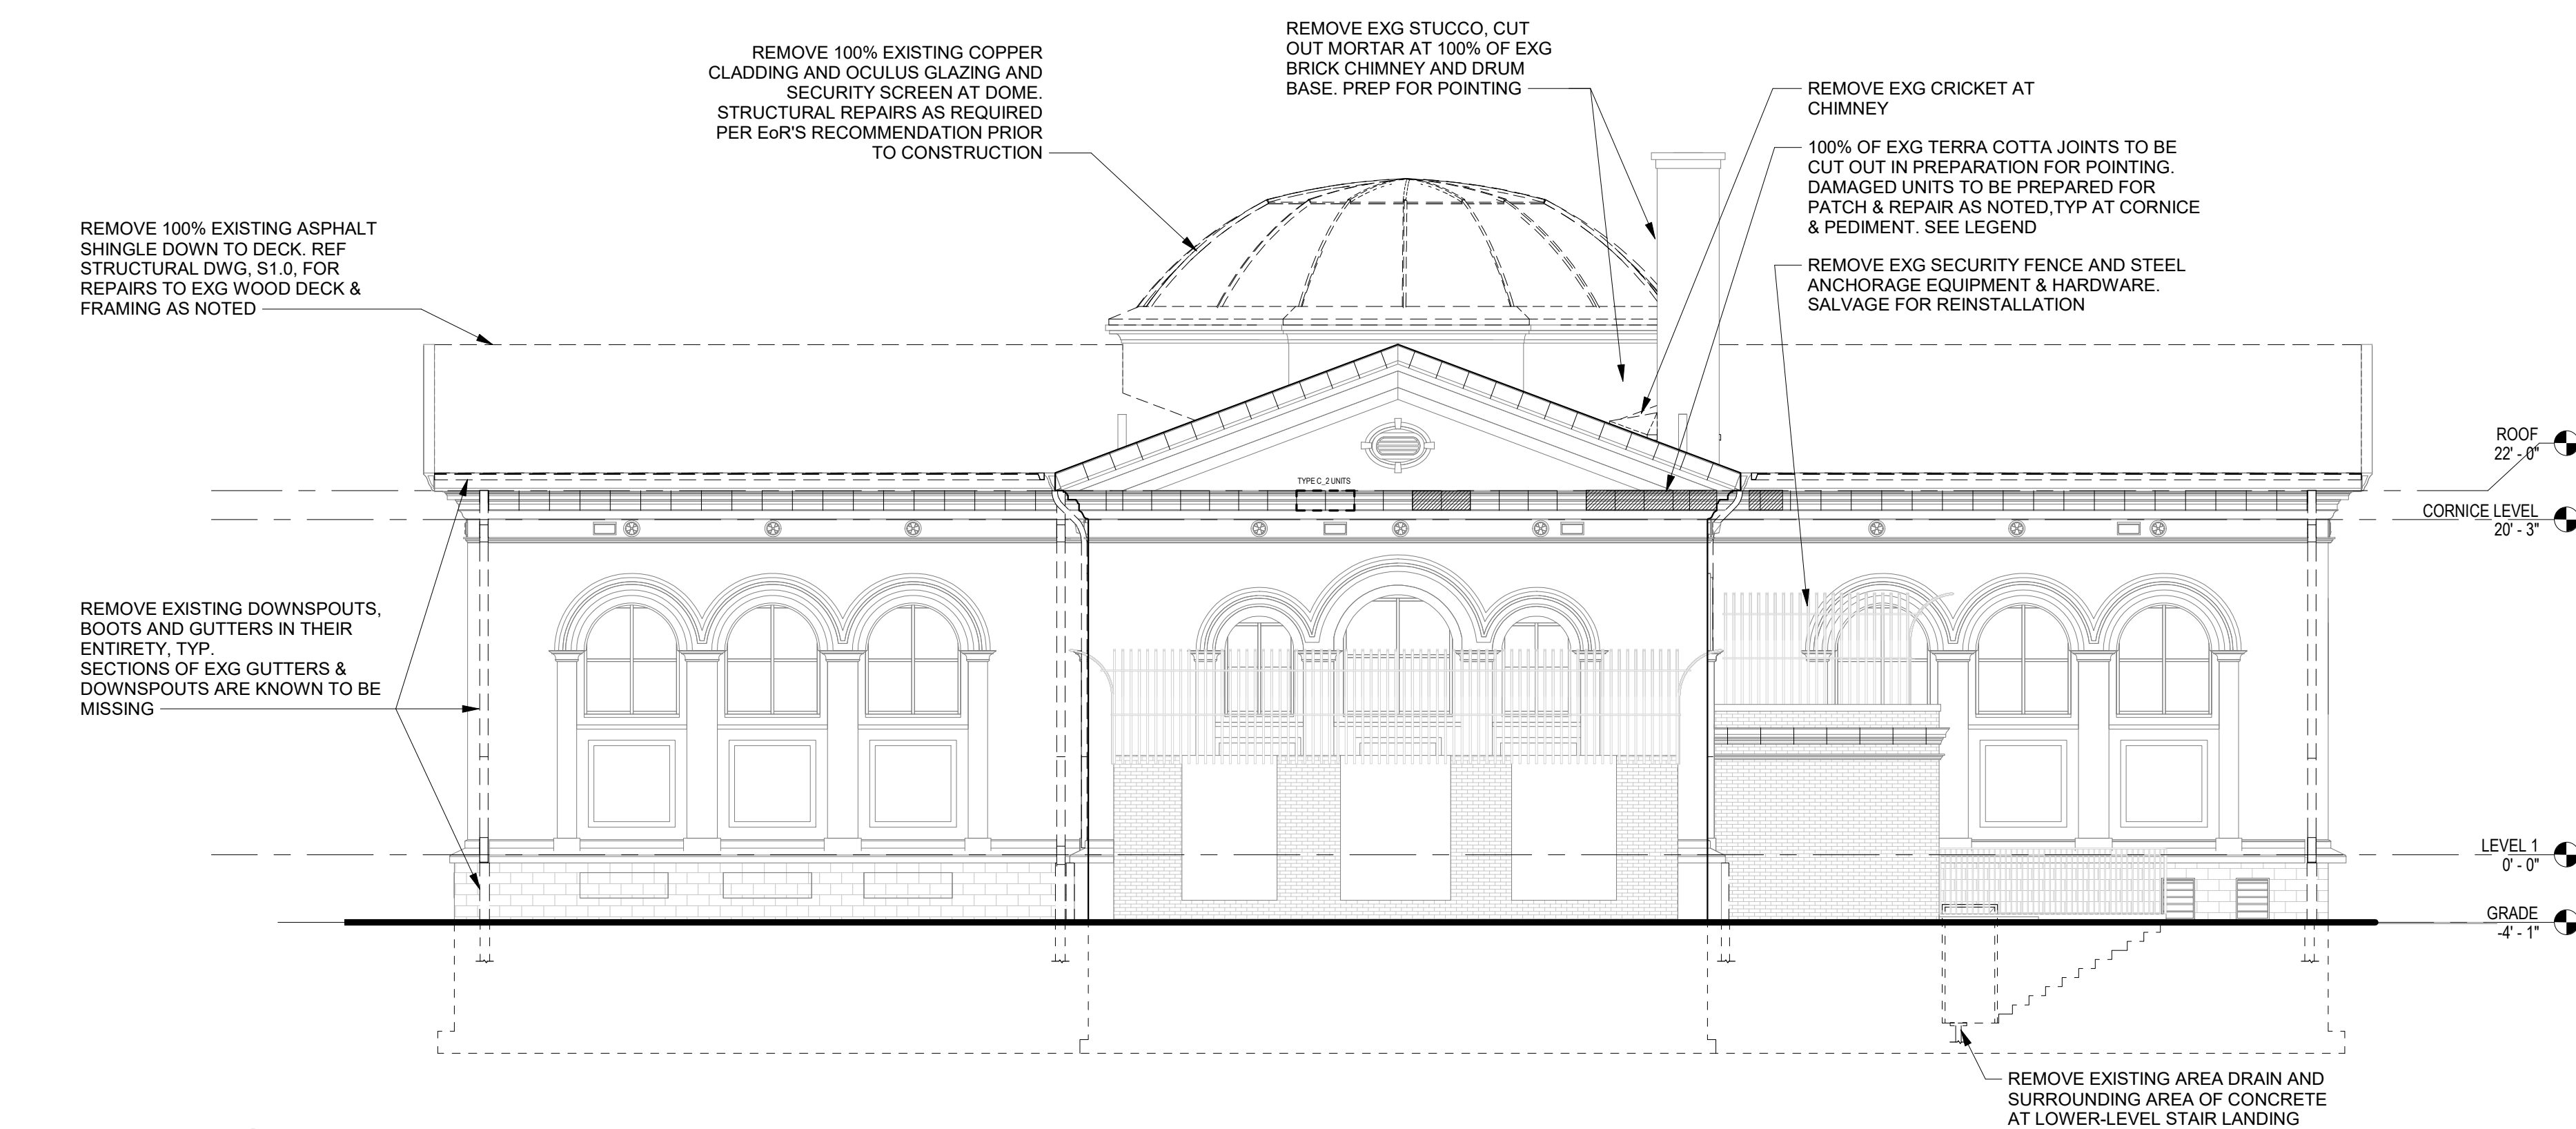 REMOVE EXG STUCCO, CUT
OUT MORTAR AT 100% OF EXG
BRICK CHIMNEY AND DRUM
BASE. PREP FOR POINTING
REMOVE 100% EXISTING COPPER
CLADDING AND OCULUS GLAZING AND
SECURITY SCREEN AT DOME.
STRUCTURAL REPAIRS AS REQUIRED
PER EoR'S RECOMMENDATION PRIOR
TO CONSTRUCTION
REMOVE EXG CRICKET AT
CHIMNEY
100% OF EXG TERRA COTTA JOINTS TO BE
CUT OUT IN PREPARATION FOR POINTING.
DAMAGED UNITS TO BE PREPARED FOR
PATCH & REPAIR AS NOTED,TYP AT CORNICE
& PEDIMENT. SEE LEGEND
REMOVE 100% EXISTING ASPHALT
SHINGLE DOWN TO DECK. REF
STRUCTURAL DWG, S1.0, FOR
REPAIRS TO EXG WOOD DECK &
FRAMING AS NOTED
REMOVE EXG SECURITY FENCE AND STEEL
ANCHORAGE EQUIPMENT & HARDWARE.
SALVAGE FOR REINSTALLATION
ROOF
22' - 0"
TYPE C_2 UNITS
CORNICE LEVEL
20' - 3"
REMOVE EXISTING DOWNSPOUTS,
BOOTS AND GUTTERS IN THEIR
ENTIRETY, TYP.
SECTIONS OF EXG GUTTERS &
DOWNSPOUTS ARE KNOWN TO BE
MISSING
LEVEL 1
0' - 0"
GRADE
-4' - 1"
REMOVE EXISTING AREA DRAIN AND
SURROUNDING AREA OF CONCRETE
AT LOWER-LEVEL STAIR LANDING